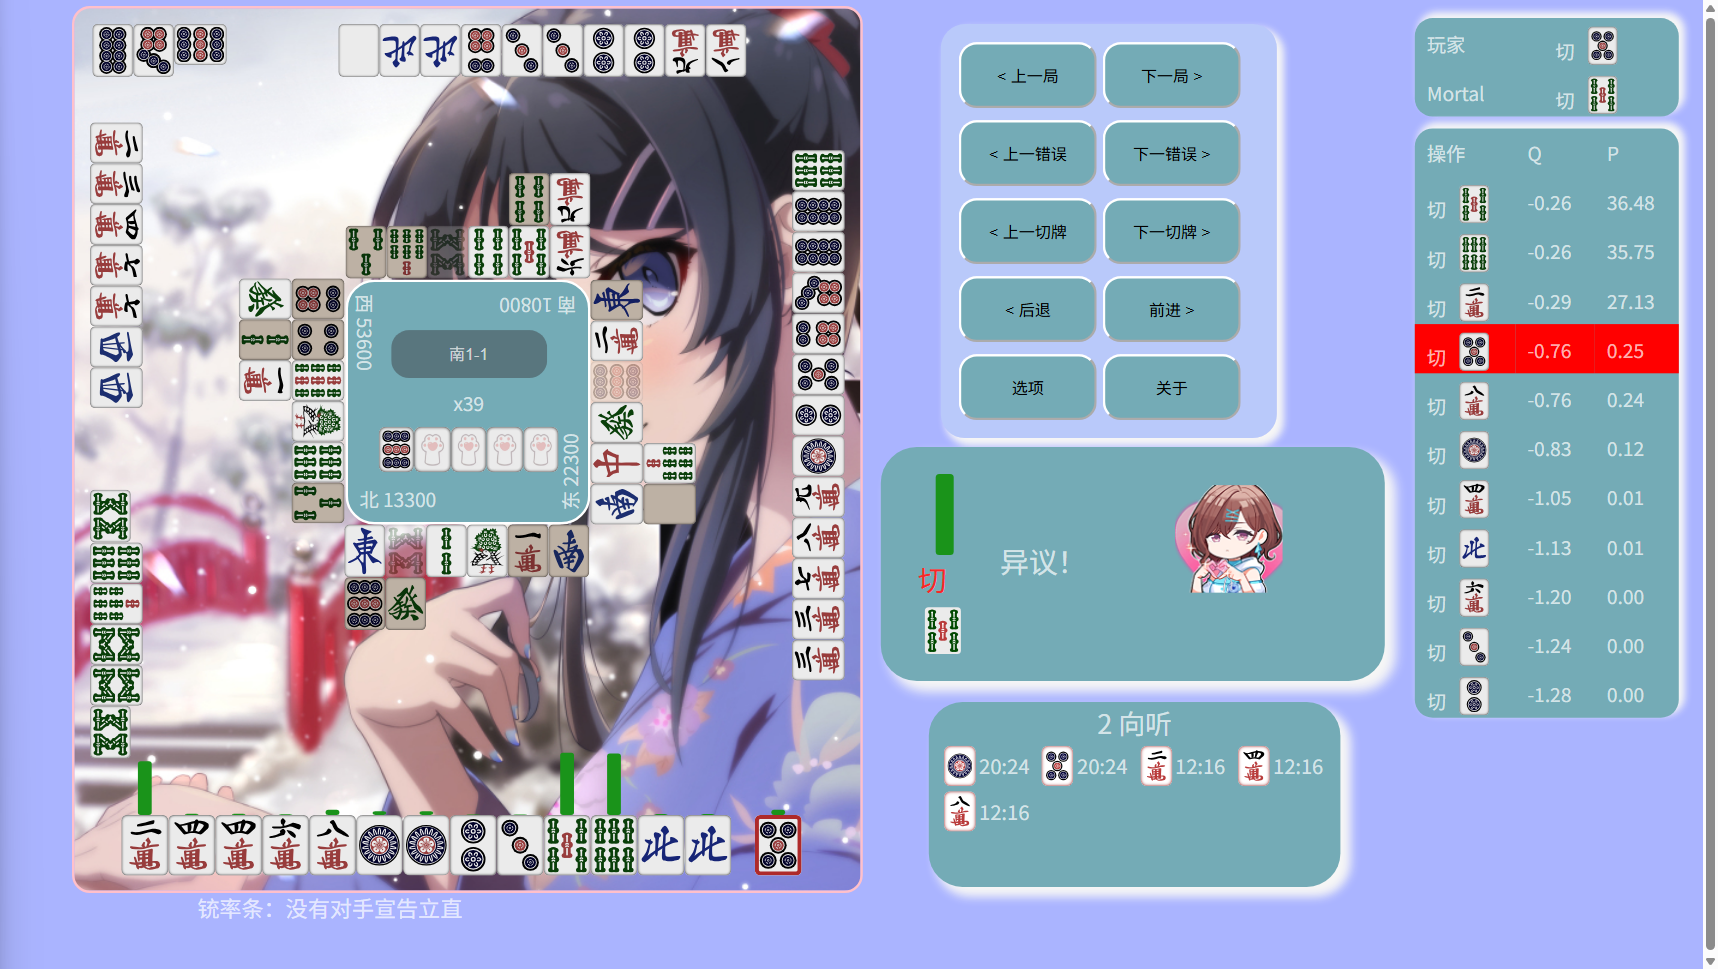 < 上一局
下一局 >
< 上一错误
下一错误 >
< 上一切牌
下一切牌 >
< 后退
前进 >
选项
关于
玩家 切
Mortal 切
操作 Q P
切 -0.26 36.48
切 -0.26 35.75
切 -0.29 27.13
切 -0.76 0.25
切 -0.76 0.24
切 -0.83 0.12
切 -1.05 0.01
切 -1.13 0.01
切 -1.20 0.00
切 -1.24 0.00
切 -1.28 0.00
南 10800
西 53600
南1-1
x39
东 22300
北 13300
切
异议!
2 向听
20:24 20:24 12:16 12:16
12:16
铳率条：没有对手宣告立直